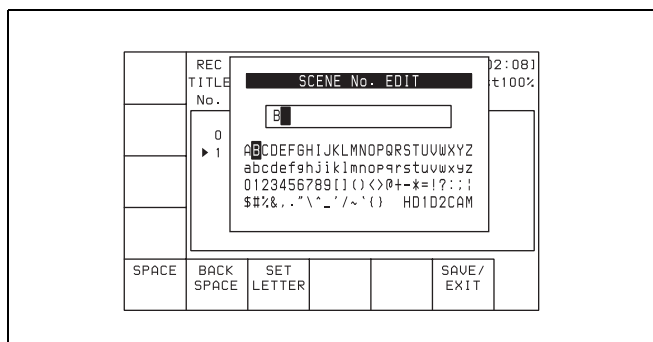 REC 02:08]
TITLE SCENE No. EDIT t100%
No.
B
0
▶ 1 ABCDEFGHIJKLMNOPQRSTUVWXYZ
abcdefghijklmnopqrstuvwxyz
0123456789[]()<>@+-*=!?:;¦
$#%&,."\^_'/~`{} HD1D2CAM
SPACE BACK SPACE SET LETTER SAVE/ EXIT